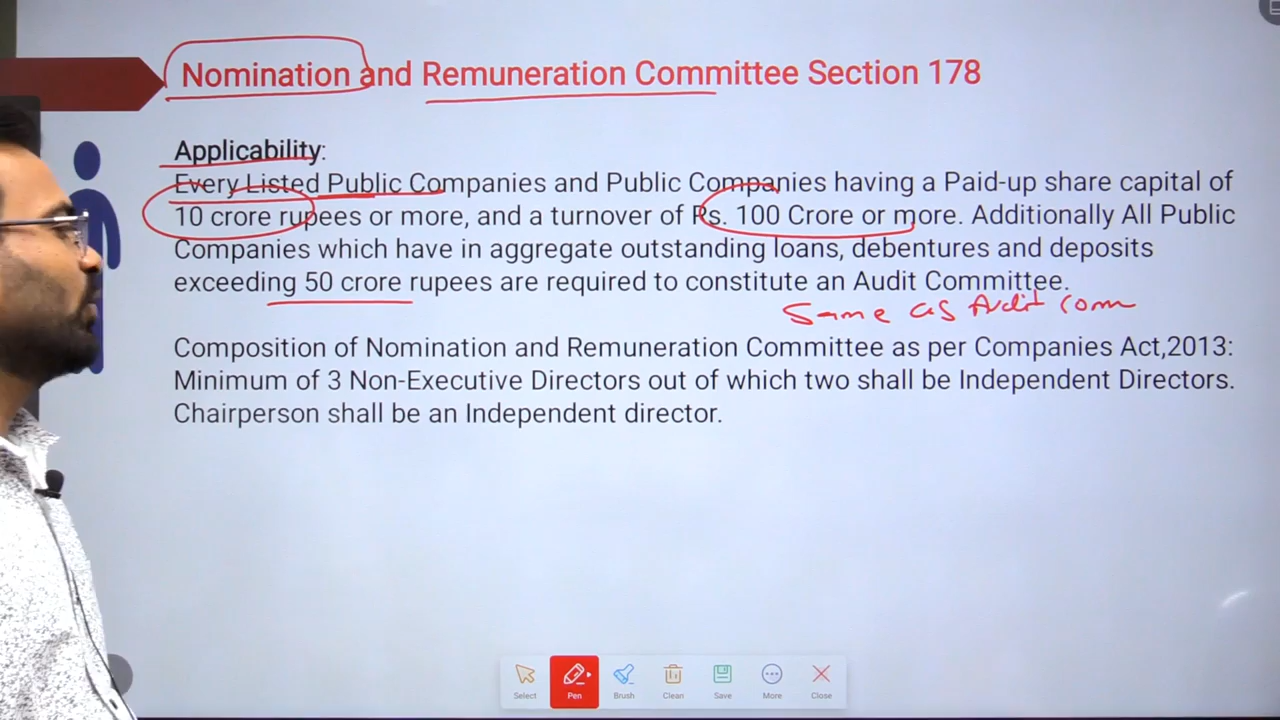 Nomination and Remuneration Committee Section 178
Applicability:
Every Listed Public Companies and Public Companies having a Paid-up share capital of
10 crore rupees or more, and a turnover of Rs. 100 Crore or more. Additionally All Public
Companies which have in aggregate outstanding loans, debentures and deposits
exceeding 50 crore rupees are required to constitute an Audit Committee.
Same as Audit Comm
Composition of Nomination and Remuneration Committee as per Companies Act,2013:
Minimum of 3 Non-Executive Directors out of which two shall be Independent Directors.
Chairperson shall be an Independent director.
Select Pen Brush Clean Save More Close